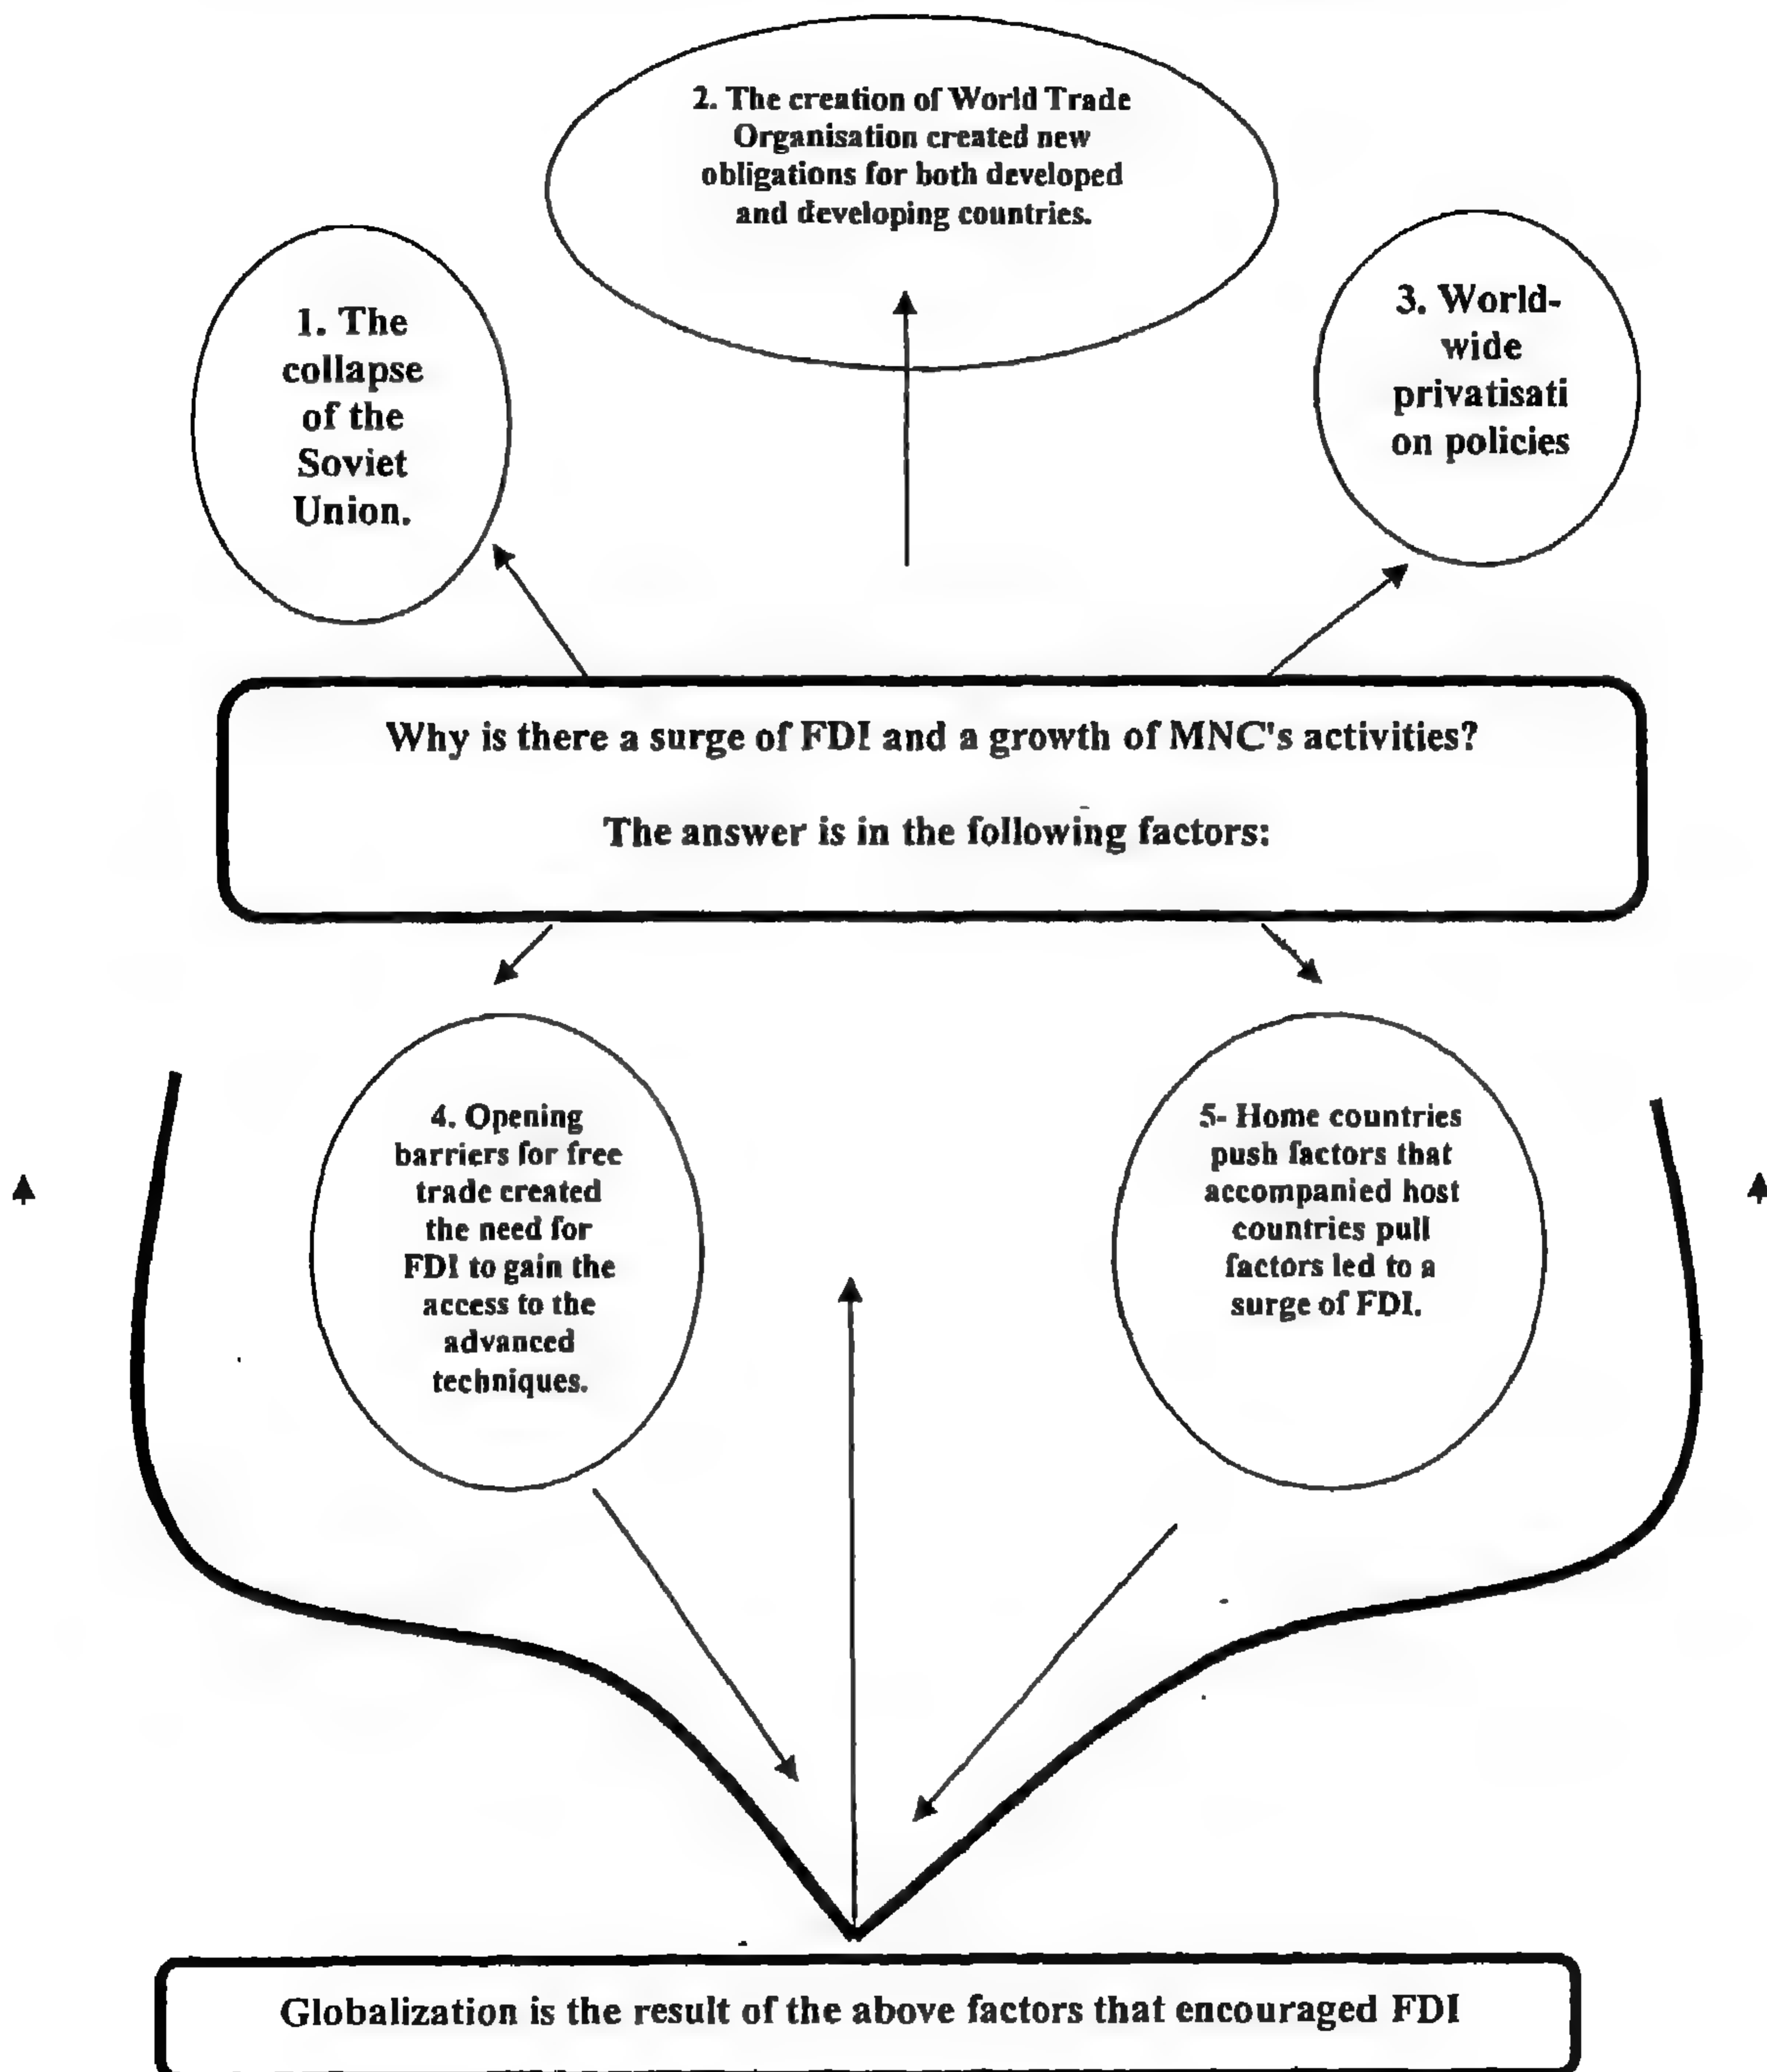 2. The creation of World Trade
Organisation created new
obligations for both developed
and developing countries.
1. The
collapse
of the
Soviet
Union.
3. World-
wide
privatisati
on policies
Why is there a surge of FDI and a growth of MNC's activities?
The answer is in the following factors:
4. Opening
barriers for free
trade created
the need for
FDI to gain the
access to the
advanced
techniques.
5- Home countries
push factors that
accompanied host
countries pull
factors led to a
surge of FDI.
Globalization is the result of the above factors that encouraged FDI